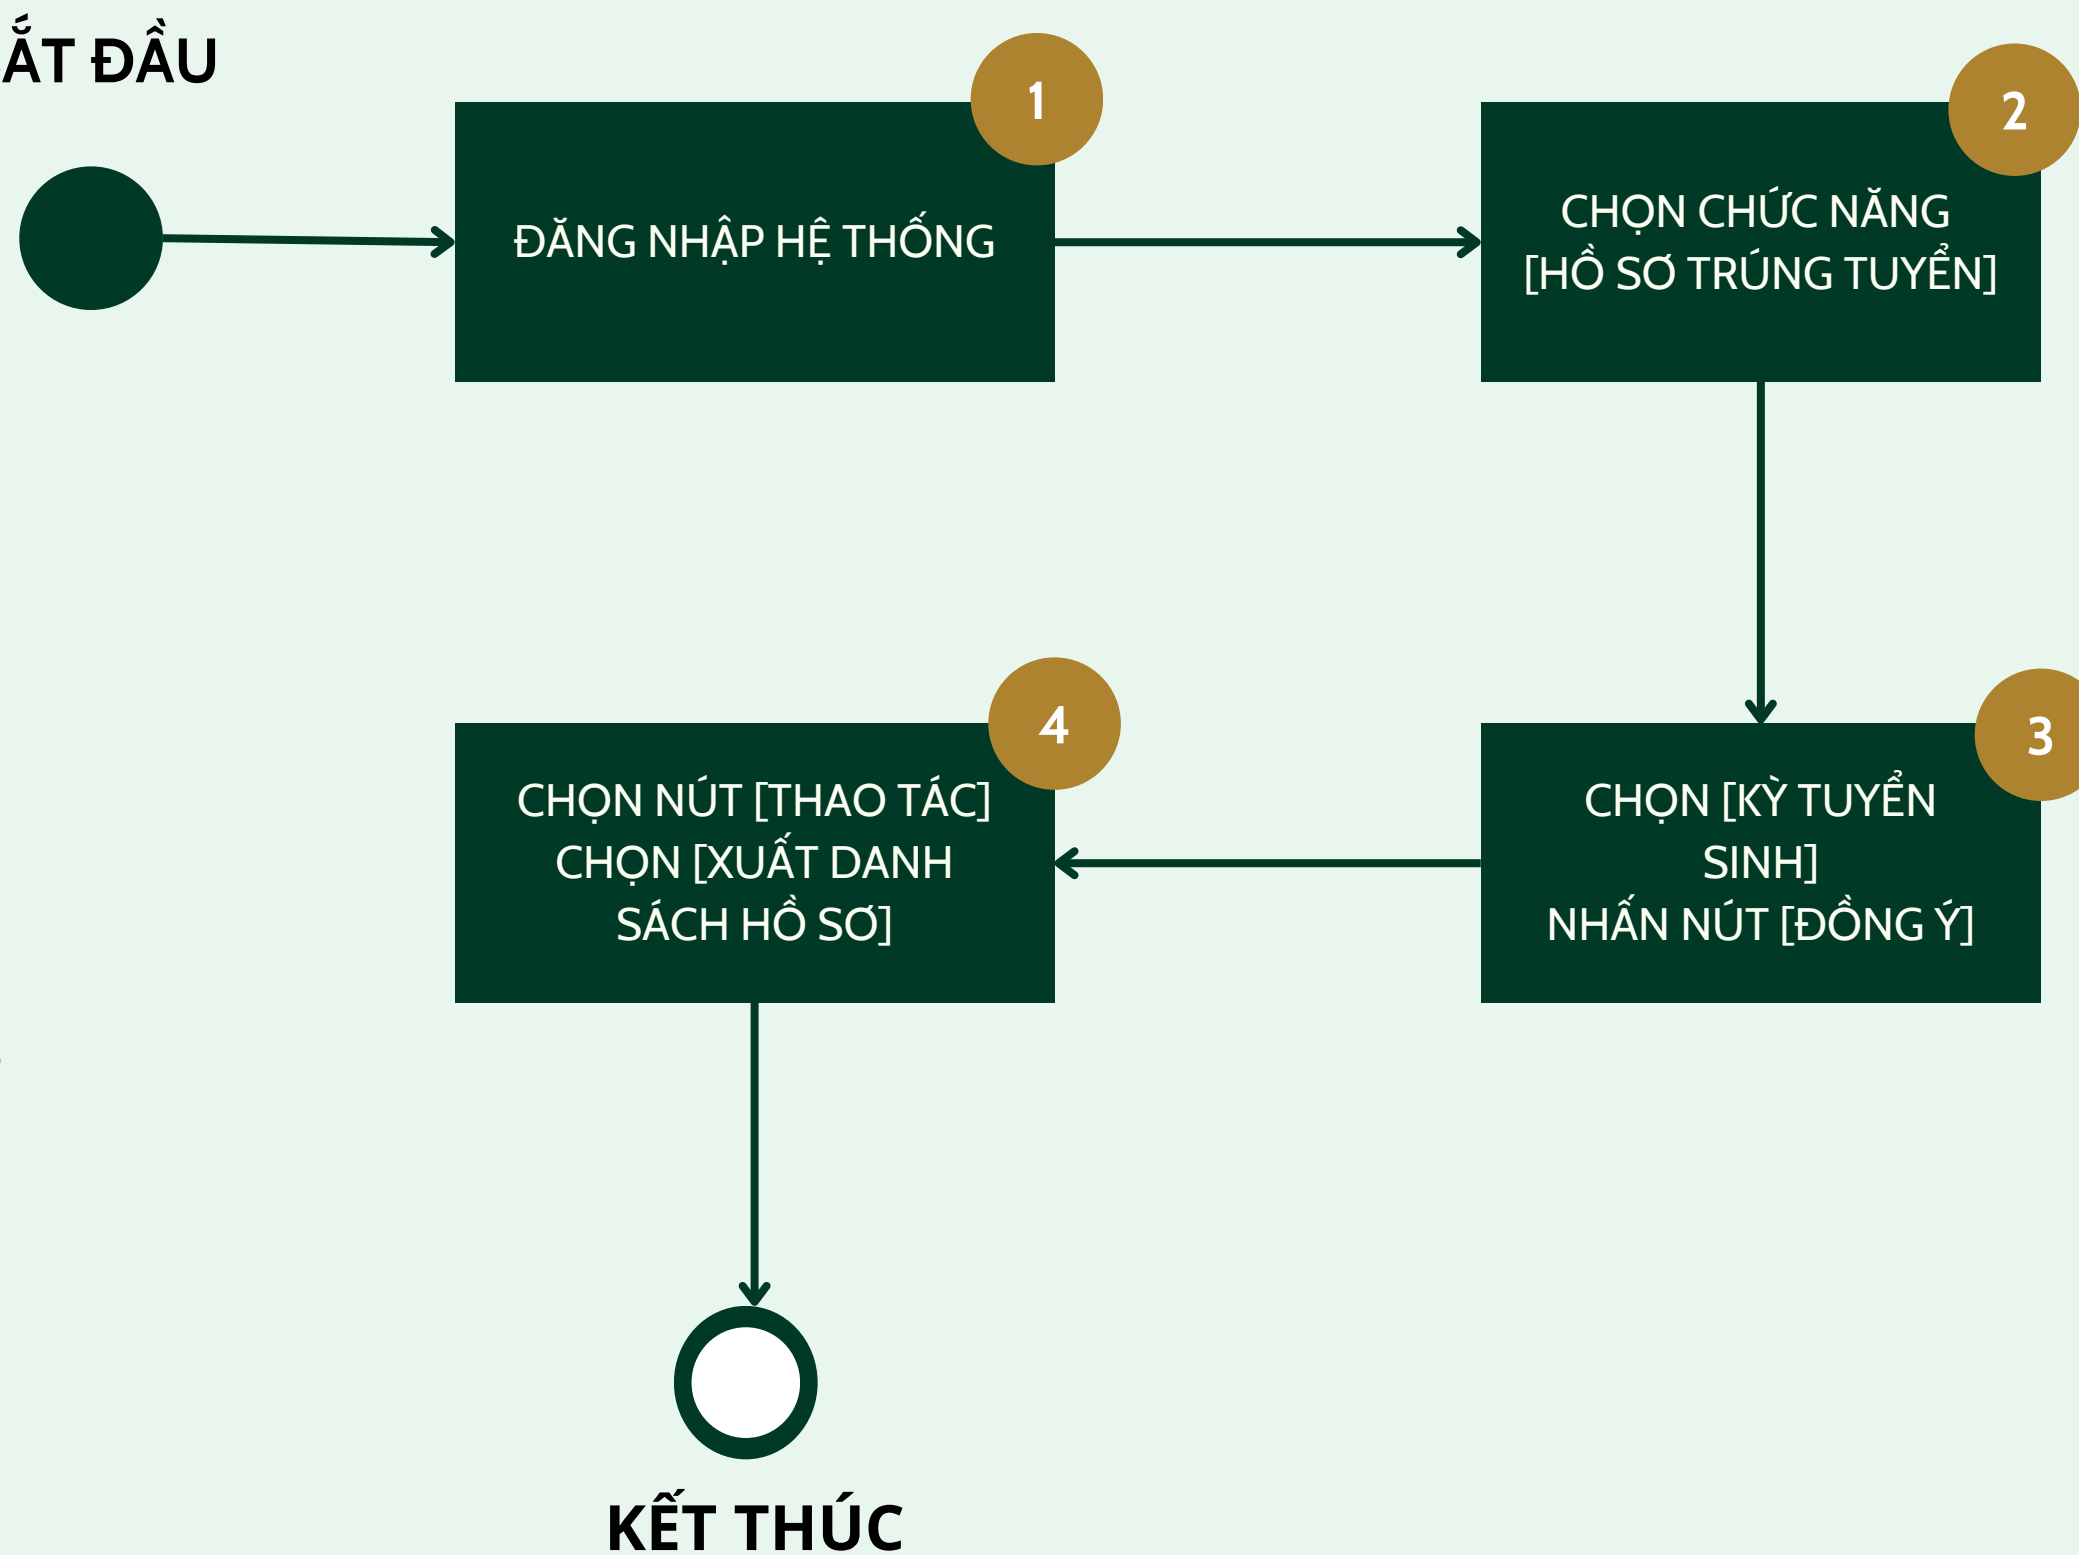 ẮT ĐẦU
1
ĐĂNG NHẬP HỆ THỐNG
2
CHỌN CHỨC NĂNG
[HỒ SƠ TRÚNG TUYỂN]
3
CHỌN [KỲ TUYỂN
SINH]
NHẤN NÚT [ĐỒNG Ý]
4
CHỌN NÚT [THAO TÁC]
CHỌN [XUẤT DANH
SÁCH HỒ SƠ]
KẾT THÚC